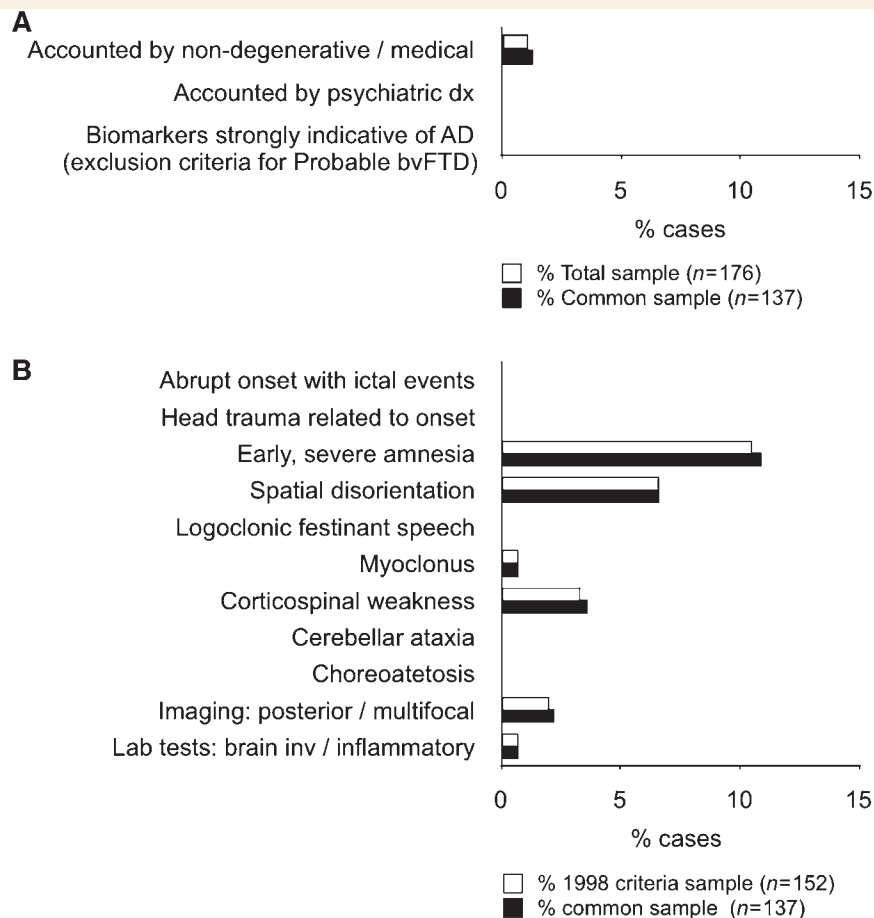 A
Accounted by non-degenerative / medical
Accounted by psychiatric dx
Biomarkers strongly indicative of AD
(exclusion criteria for Probable bvFTD)
0 5 10 15
% cases
% Total sample (n=176)
% Common sample (n=137)
B
Abrupt onset with ictal events
Head trauma related to onset
Early, severe amnesia
Spatial disorientation
Logoclonic festinant speech
Myoclonus
Corticospinal weakness
Cerebellar ataxia
Choreoatetosis
Imaging: posterior / multifocal
Lab tests: brain inv / inflammatory
0 5 10 15
% cases
% 1998 criteria sample (n=152)
% common sample (n=137)